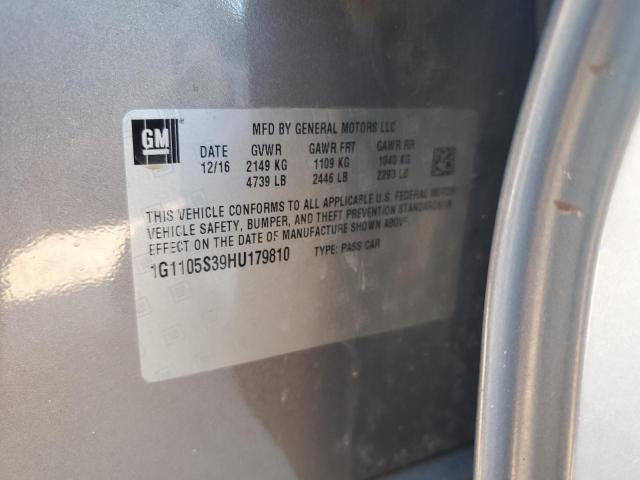 GM
MFD BY GENERAL MOTORS LLC
DATE GVWR GAWR FRT GAWR RR
12/16 2149 KG 1109 KG 1040 KG
4739 LB 2446 LB 2293 LB
THIS VEHICLE CONFORMS TO ALL APPLICABLE U.S. FEDERAL MOTOR
VEHICLE SAFETY, BUMPER, AND THEFT PREVENTION STANDARDS IN
EFFECT ON THE DATE OF MANUFACTURE SHOWN ABOVE.
1G1105S39HU179810 TYPE: PASS CAR